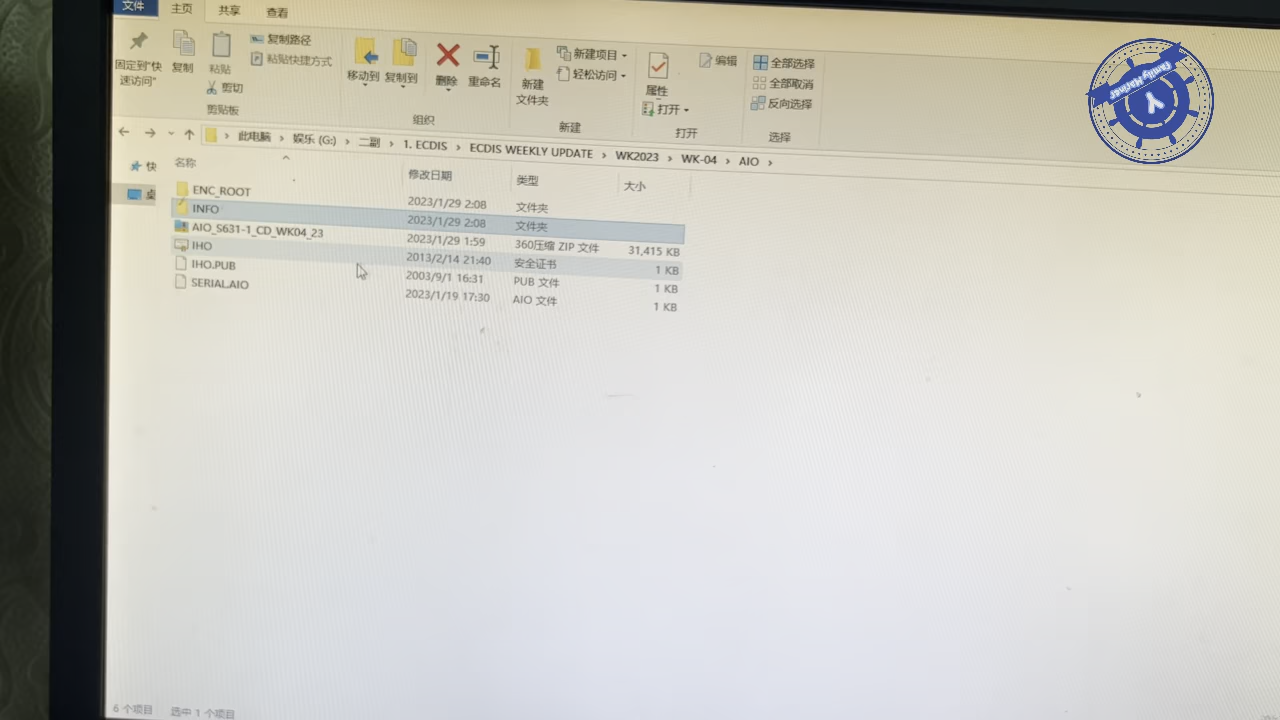 文件 主页 共享 查看
固定到"快速访问"
复制
粘贴
复制路径
粘贴快捷方式
剪切
剪贴板
移动到
复制到
删除
重命名
组织
新建文件夹
新建项目
轻松访问
新建
属性
打开
编辑
打开
全部选择
全部取消
反向选择
选择
此电脑 › 娱乐 (G:) › 二副 › 1. ECDIS › ECDIS WEEKLY UPDATE › WK2023 › WK-04 › AIO ›
快
桌
名称 修改日期 类型 大小
ENC_ROOT 2023/1/29 2:08 文件夹
INFO 2023/1/29 2:08 文件夹
AIO_S631-1_CD_WK04_23 2023/1/29 1:59 360压缩 ZIP 文件 31,415 KB
IHO 2013/2/14 21:40 安全证书 1 KB
IHO.PUB 2003/9/1 16:31 PUB 文件 1 KB
SERIAL.AIO 2023/1/19 17:30 AIO 文件 1 KB
6 个项目 选中 1 个项目
Family Mariner
Y